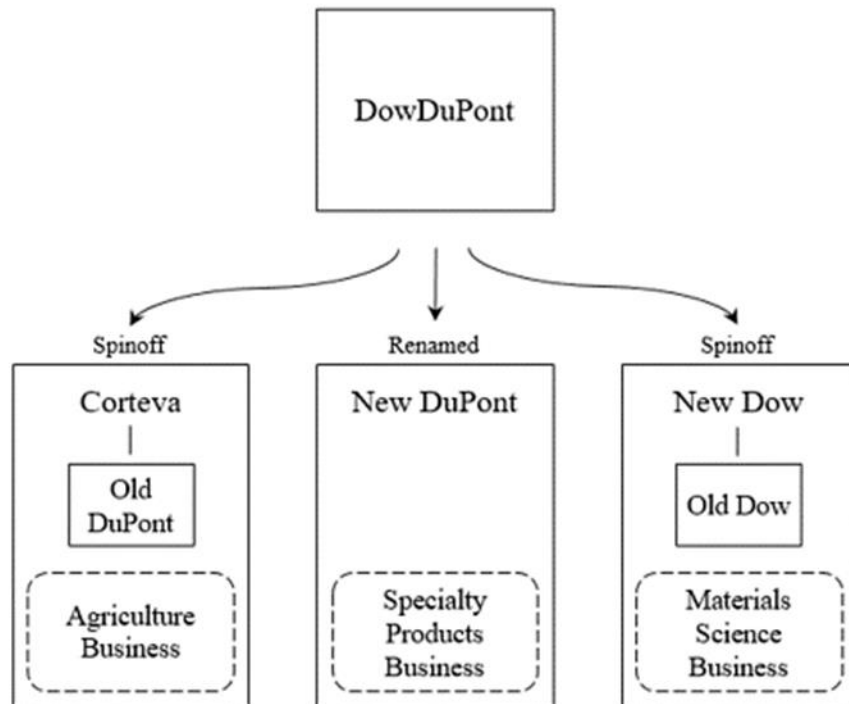 DowDuPont
Spinoff
Renamed
Spinoff
Corteva
New DuPont
New Dow
Old
DuPont
Old Dow
Agriculture
Business
Specialty
Products
Business
Materials
Science
Business